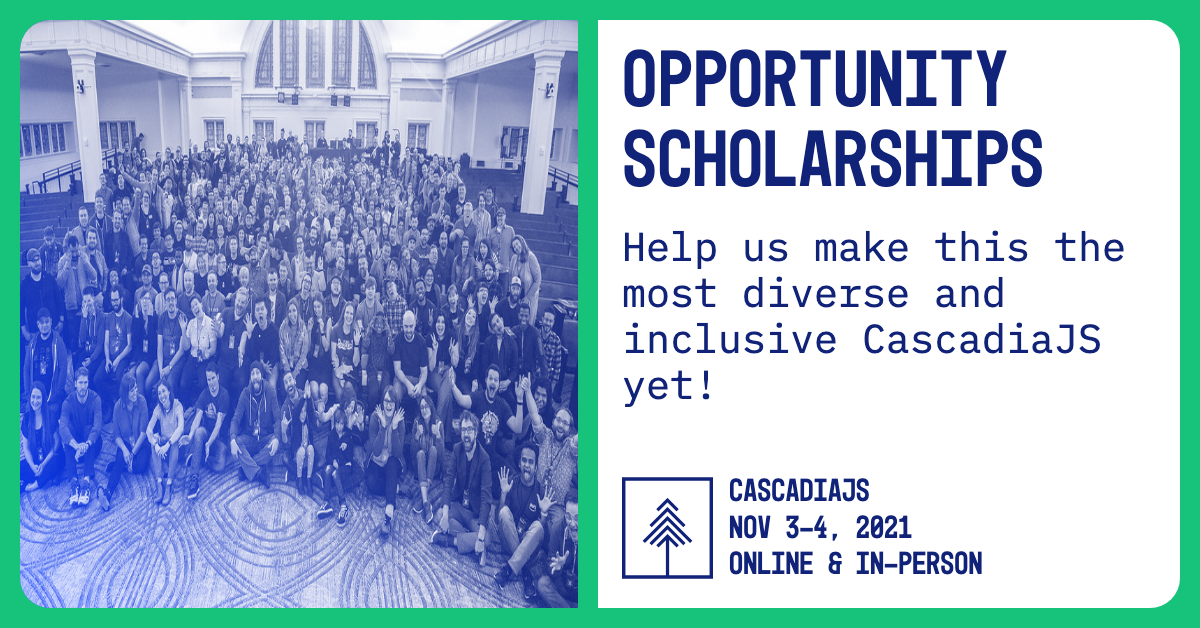 OPPORTUNITY
SCHOLARSHIPS
Help us make this the
most diverse and
inclusive CascadiaJS
yet!
CASCADIAJS
NOV 3–4, 2021
ONLINE & IN–PERSON